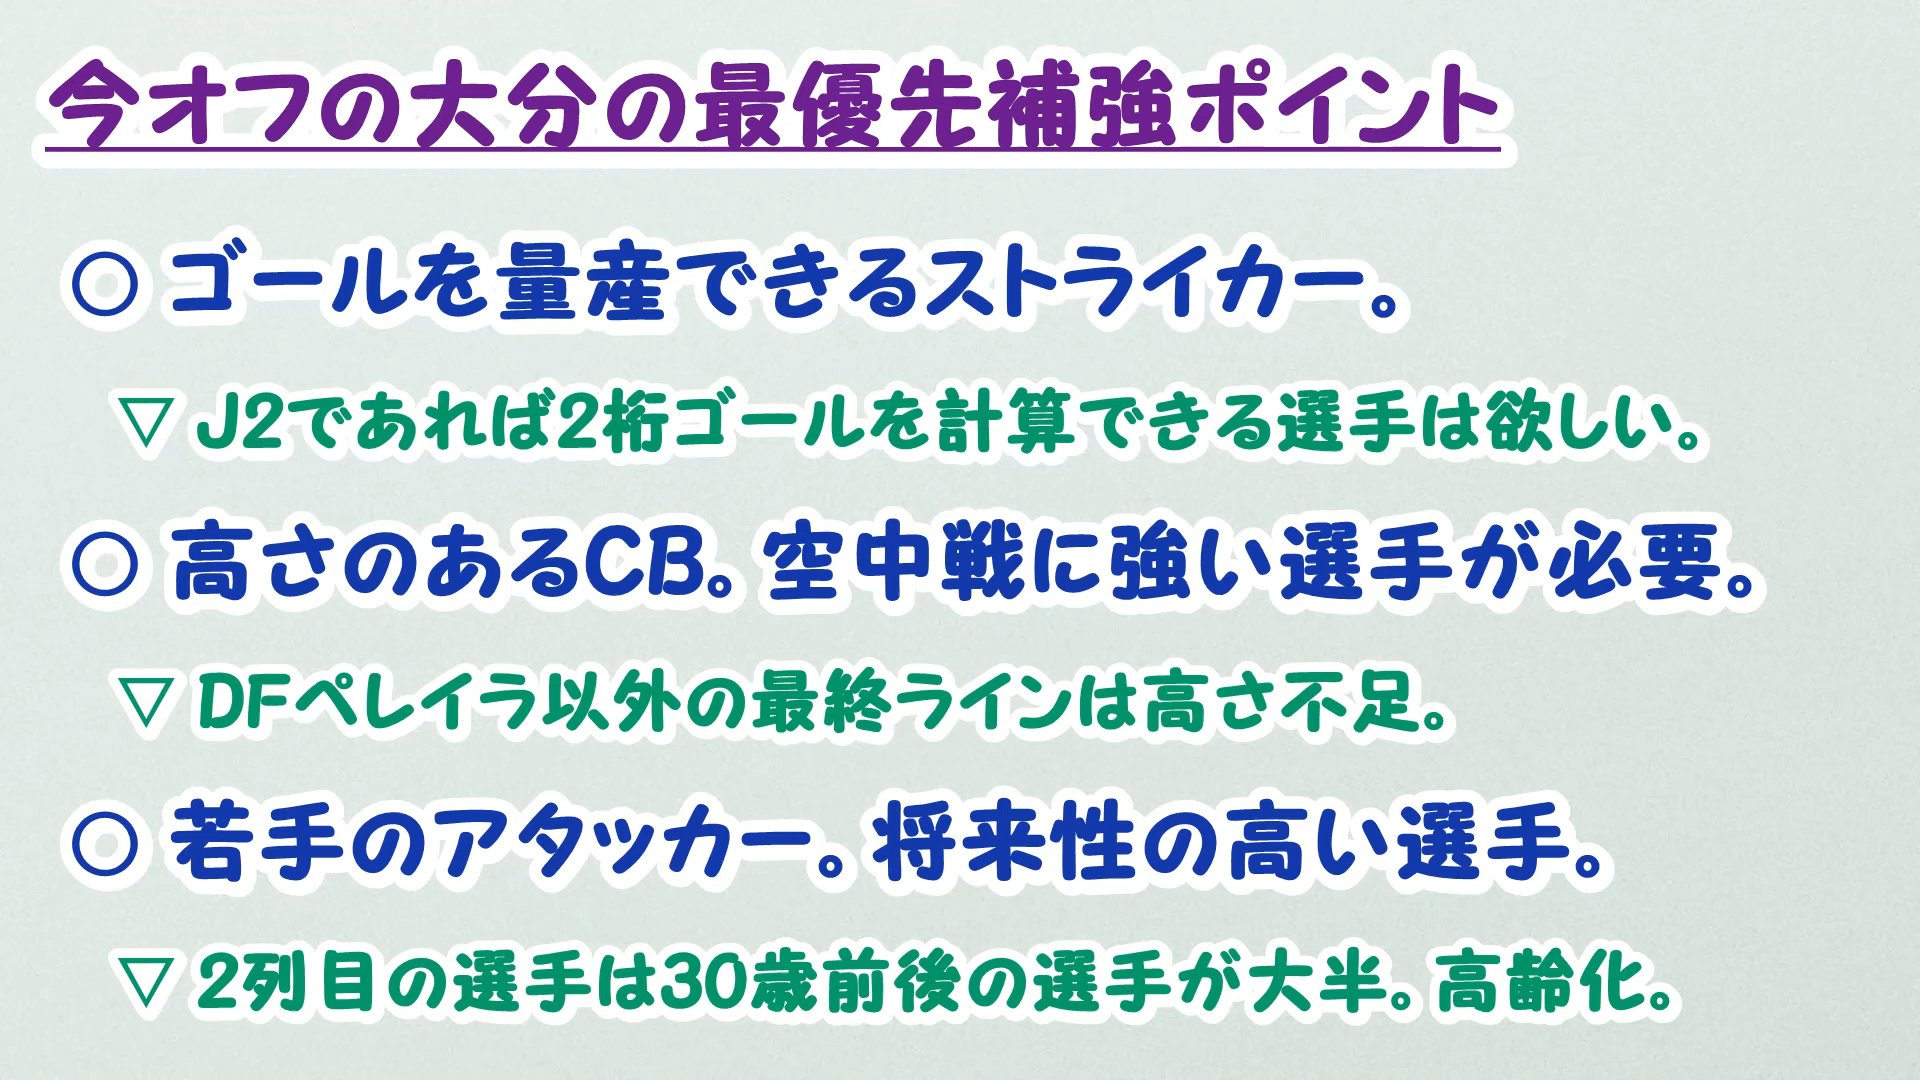 今オフの大分の最優先補強ポイント
○ ゴールを量産できるストライカー。
▽ J2であれば2桁ゴールを計算できる選手は欲しい。
○ 高さのあるCB。空中戦に強い選手が必要。
▽ DFペレイラ以外の最終ラインは高さ不足。
○ 若手のアタッカー。将来性の高い選手。
▽ 2列目の選手は30歳前後の選手が大半。高齢化。